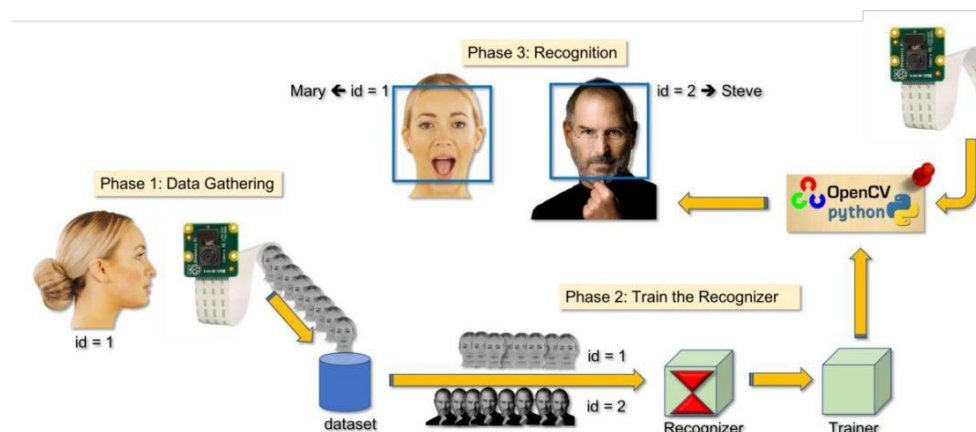 Phase 3: Recognition
Mary 🡸 id = 1
id = 2 🡺 Steve
Phase 1: Data Gathering
OpenCV
python
Phase 2: Train the Recognizer
id = 1
id = 1
id = 2
dataset
Recognizer
Trainer